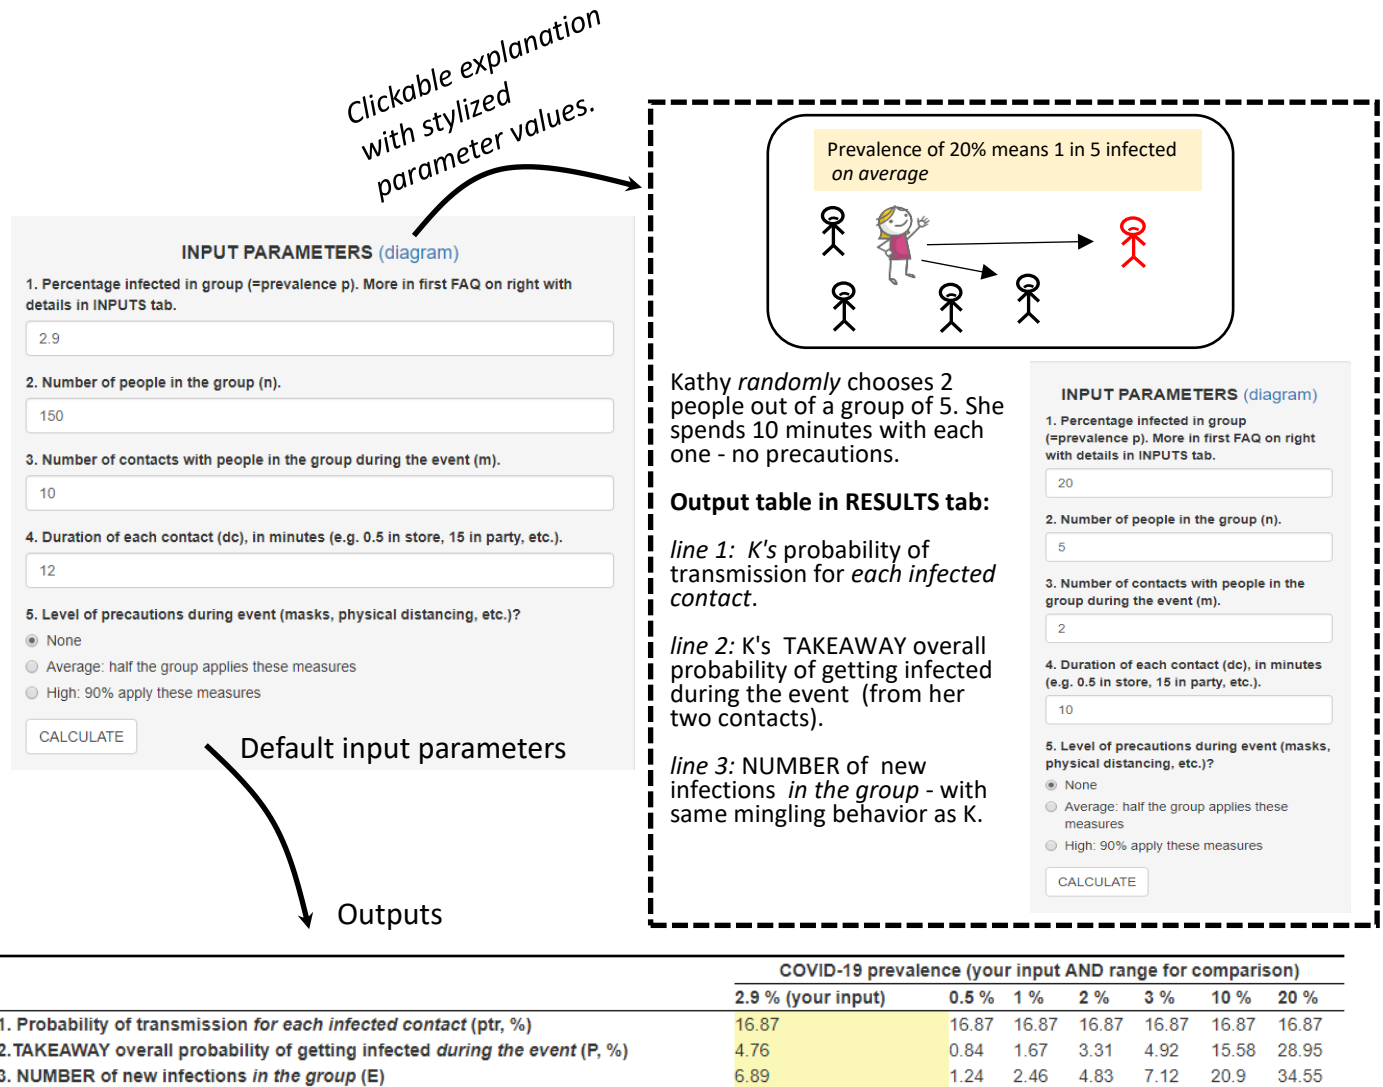 Clickable explanation
with stylized
parameter values.
INPUT PARAMETERS (diagram)
1. Percentage infected in group (=prevalence p). More in first FAQ on right with
details in INPUTS tab.
2.9
2. Number of people in the group (n).
150
3. Number of contacts with people in the group during the event (m).
10
4. Duration of each contact (dc), in minutes (e.g. 0.5 in store, 15 in party, etc.).
12
5. Level of precautions during event (masks, physical distancing, etc.)?
None
Average: half the group applies these measures
High: 90% apply these measures
CALCULATE
Default input parameters
Outputs
Prevalence of 20% means 1 in 5 infected
on average
Kathy randomly chooses 2
people out of a group of 5. She
spends 10 minutes with each
one - no precautions.
Output table in RESULTS tab:
line 1: K's probability of
transmission for each infected
contact.
line 2: K's TAKEAWAY overall
probability of getting infected
during the event (from her
two contacts).
line 3: NUMBER of new
infections in the group - with
same mingling behavior as K.
INPUT PARAMETERS (diagram)
1. Percentage infected in group
(=prevalence p). More in first FAQ on right
with details in INPUTS tab.
20
2. Number of people in the group (n).
5
3. Number of contacts with people in the
group during the event (m).
2
4. Duration of each contact (dc), in minutes
(e.g. 0.5 in store, 15 in party, etc.).
10
5. Level of precautions during event (masks,
physical distancing, etc.)?
None
Average: half the group applies these
measures
High: 90% apply these measures
CALCULATE
COVID-19 prevalence (your input AND range for comparison)
2.9 % (your input) 0.5 % 1 % 2 % 3 % 10 % 20 %
1. Probability of transmission for each infected contact (ptr, %) 16.87 16.87 16.87 16.87 16.87 16.87 16.87
2.TAKEAWAY overall probability of getting infected during the event (P, %) 4.76 0.84 1.67 3.31 4.92 15.58 28.95
3. NUMBER of new infections in the group (E) 6.89 1.24 2.46 4.83 7.12 20.9 34.55